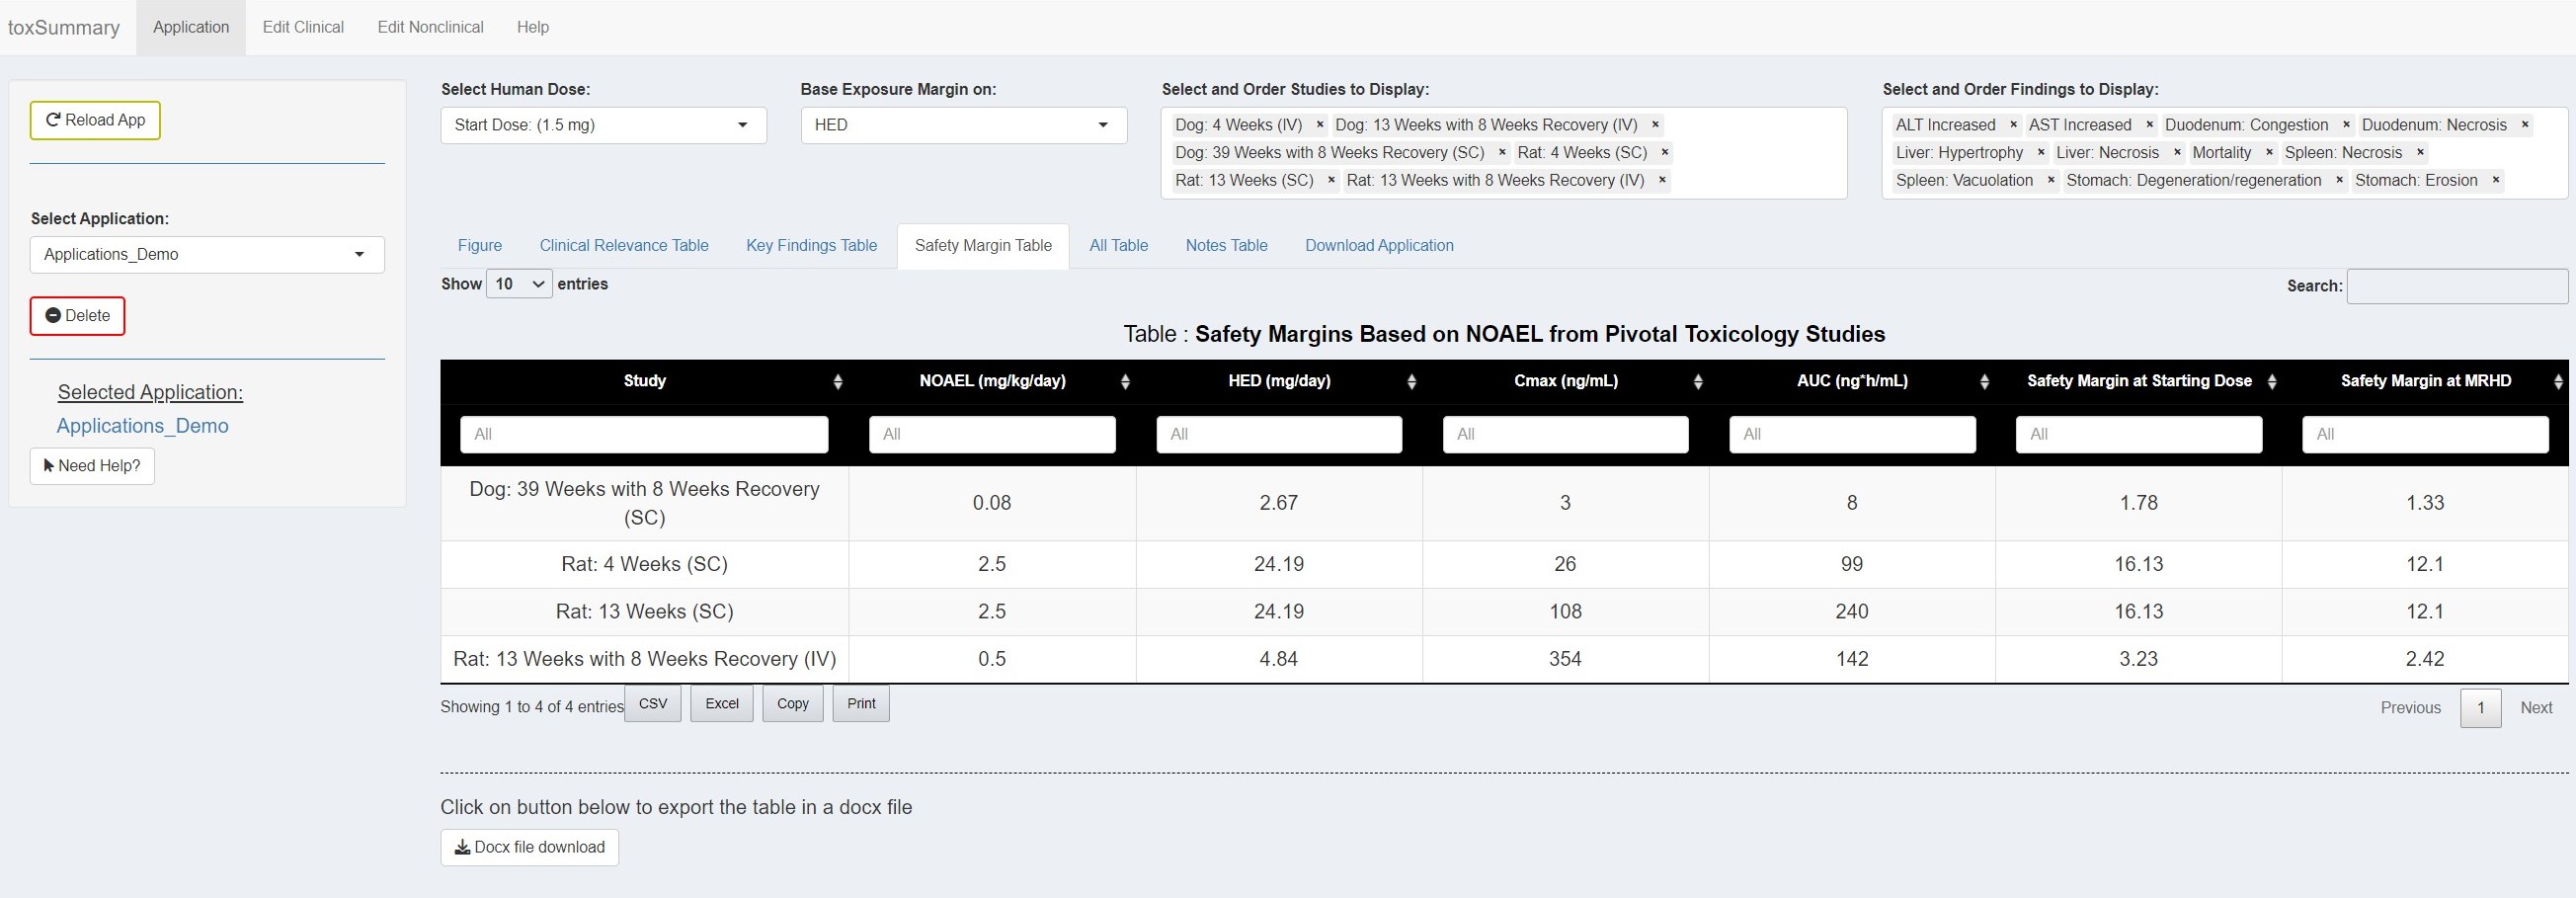 toxSummary Application Edit Clinical Edit Nonclinical Help
Reload App
Select Application:
Applications_Demo
Delete
Selected Application:
Applications_Demo
Need Help?
Select Human Dose: Base Exposure Margin on: Select and Order Studies to Display: Select and Order Findings to Display:
Start Dose: (1.5 mg)
HED
Dog: 4 Weeks (IV) × Dog: 13 Weeks with 8 Weeks Recovery (IV) ×
Dog: 39 Weeks with 8 Weeks Recovery (SC) × Rat: 4 Weeks (SC) ×
Rat: 13 Weeks (SC) × Rat: 13 Weeks with 8 Weeks Recovery (IV) ×
ALT Increased × AST Increased × Duodenum: Congestion × Duodenum: Necrosis ×
Liver: Hypertrophy × Liver: Necrosis × Mortality × Spleen: Necrosis ×
Spleen: Vacuolation × Stomach: Degeneration/regeneration × Stomach: Erosion ×
Figure Clinical Relevance Table Key Findings Table Safety Margin Table All Table Notes Table Download Application
Show 10 entries Search:
Table : Safety Margins Based on NOAEL from Pivotal Toxicology Studies
Study NOAEL (mg/kg/day) HED (mg/day) Cmax (ng/mL) AUC (ng*h/mL) Safety Margin at Starting Dose Safety Margin at MRHD
All All All All All All All
Dog: 39 Weeks with 8 Weeks Recovery
(SC) 0.08 2.67 3 8 1.78 1.33
Rat: 4 Weeks (SC) 2.5 24.19 26 99 16.13 12.1
Rat: 13 Weeks (SC) 2.5 24.19 108 240 16.13 12.1
Rat: 13 Weeks with 8 Weeks Recovery (IV) 0.5 4.84 354 142 3.23 2.42
Showing 1 to 4 of 4 entries CSV Excel Copy Print Previous 1 Next
Click on button below to export the table in a docx file
Docx file download